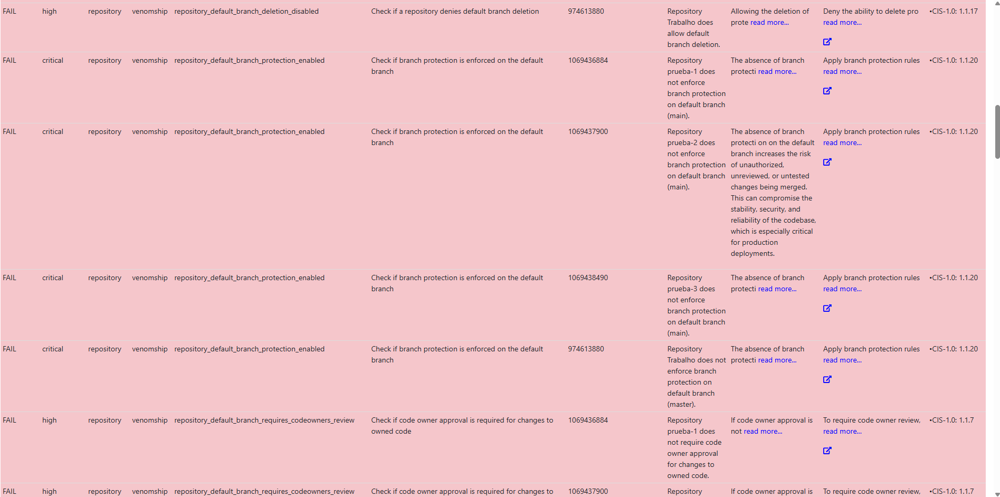 FAIL high repository venomship repository_default_branch_deletion_disabled Check if a repository denies default branch deletion 974613880 Repository Allowing the deletion of Deny the ability to delete pro •CIS-1.0: 1.1.17
Trabalho does prote read more... read more...
allow default
branch deletion.
FAIL critical repository venomship repository_default_branch_protection_enabled Check if branch protection is enforced on the default 1069436884 Repository The absence of branch Apply branch protection rules •CIS-1.0: 1.1.20
branch prueba-1 does protecti read more... read more...
not enforce
branch protection
on default branch
(main).
FAIL critical repository venomship repository_default_branch_protection_enabled Check if branch protection is enforced on the default 1069437900 Repository The absence of branch Apply branch protection rules •CIS-1.0: 1.1.20
branch prueba-2 does protecti on on the default read more...
not enforce branch increases the risk
branch protection of unauthorized,
on default branch unreviewed, or untested
(main). changes being merged.
This can compromise the
stability, security, and
reliability of the codebase,
which is especially critical
for production
deployments.
FAIL critical repository venomship repository_default_branch_protection_enabled Check if branch protection is enforced on the default 1069438490 Repository The absence of branch Apply branch protection rules •CIS-1.0: 1.1.20
branch prueba-3 does protecti read more... read more...
not enforce
branch protection
on default branch
(main).
FAIL critical repository venomship repository_default_branch_protection_enabled Check if branch protection is enforced on the default 974613880 Repository The absence of branch Apply branch protection rules •CIS-1.0: 1.1.20
branch Trabalho does not protecti read more... read more...
enforce branch
protection on
default branch
(master).
FAIL high repository venomship repository_default_branch_requires_codeowners_review Check if code owner approval is required for changes to 1069436884 Repository If code owner approval is To require code owner review, •CIS-1.0: 1.1.7
owned code prueba-1 does not read more... read more...
not require code
owner approval
for changes to
owned code.
FAIL high repository venomship repository_default_branch_requires_codeowners_review Check if code owner approval is required for changes to 1069437900 Repository If code owner approval is To require code owner review, •CIS-1.0: 1.1.7